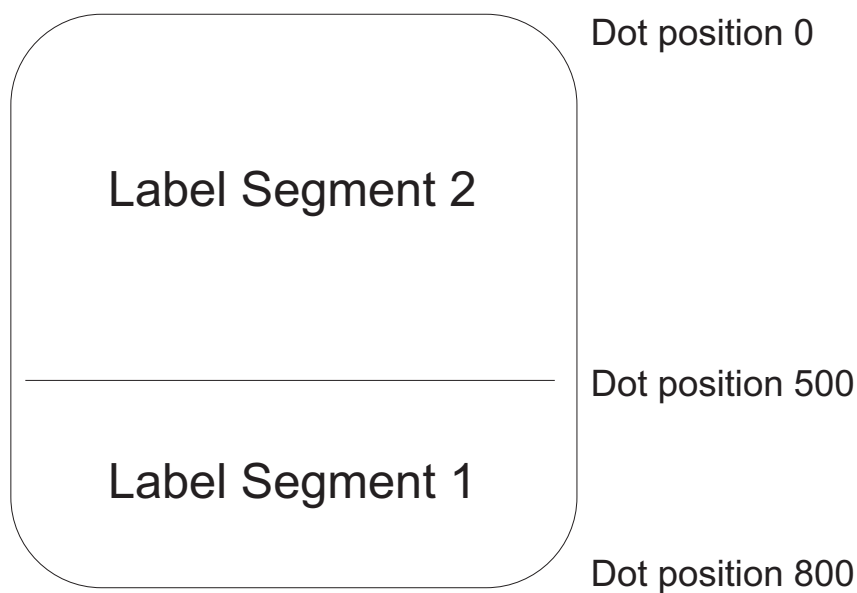 Dot position 0
Label Segment 2
Dot position 500
Label Segment 1
Dot position 800